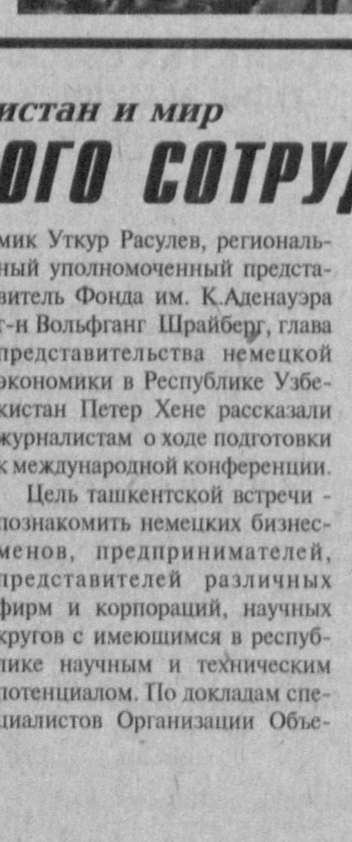 истан и мир
ОГО СОТРУД
мик Уткур Расулев, региональ-
ный уполномоченный предста-
витель Фонда им. К.Аденауэра
г-н Вольфганг Шрайберг, глава
представительства немецкой
экономики в Республике Узбе-
кистан Петер Хене рассказали
журналистам о ходе подготовки
к международной конференции.
Цель ташкентской встречи -
познакомить немецких бизнес-
менов, предпринимателей,
представителей различных
фирм и корпораций, научных
кругов с имеющимся в респуб-
лике научным и техническим
потенциалом. По докладам спе-
циалистов Организации Объе-